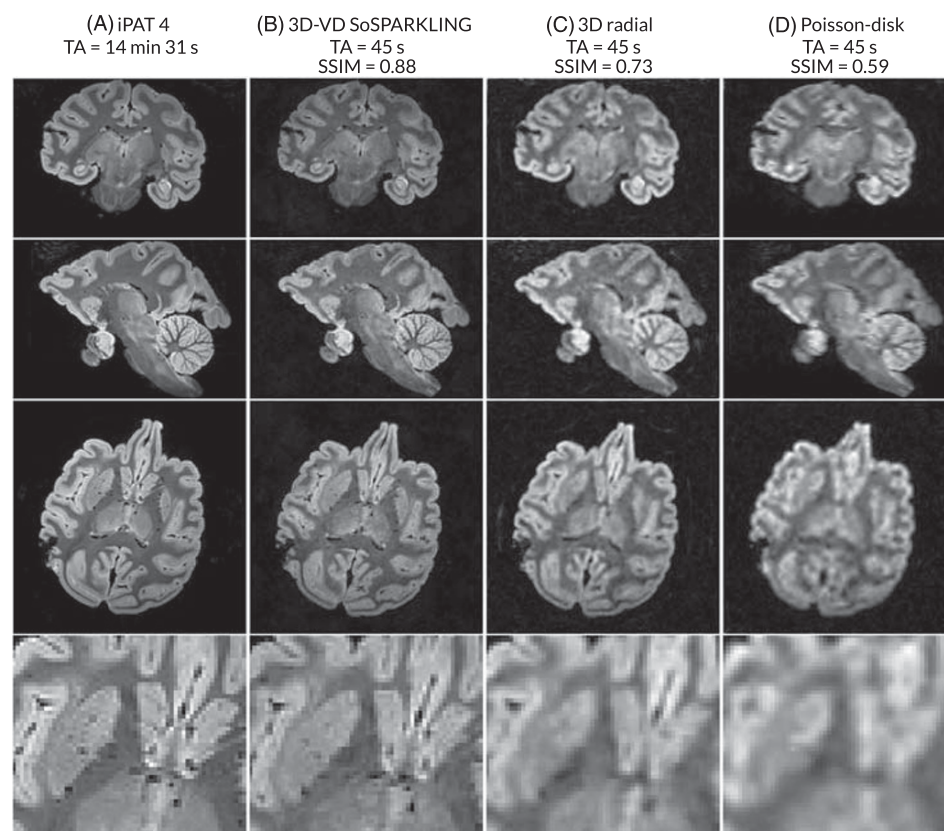 (A) iPAT 4
TA = 14 min 31 s
(B) 3D-VD SoSPARKLING
TA = 45 s
SSIM = 0.88
(C) 3D radial
TA = 45 s
SSIM = 0.73
(D) Poisson-disk
TA = 45 s
SSIM = 0.59